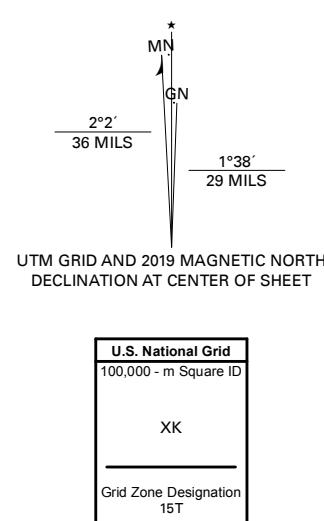 MN
GN
2°2´
36 MILS
1°38´
29 MILS
UTM GRID AND 2019 MAGNETIC NORTH
DECLINATION AT CENTER OF SHEET
U.S. National Grid
100,000 - m Square ID
XK
Grid Zone Designation
15T